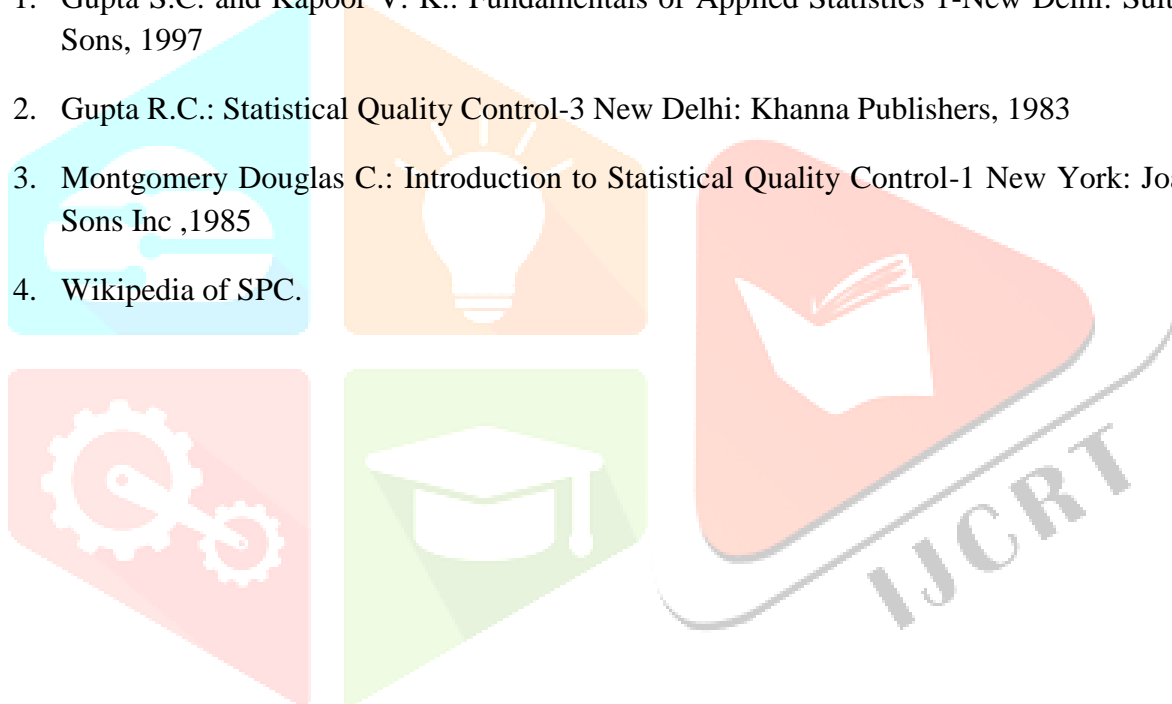 1. Gupta S.C. and Kapoor V. K.: Fundamentals of Applied Statistics 1-New Delhi:
Sons, 1997
2. Gupta R.C.: Statistical Quality Control-3 New Delhi: Khanna Publishers, 1983
3. Montgomery Douglas C.: Introduction to Statistical Quality Control-1 New York:
Sons Inc ,1985
4. Wikipedia of SPC.
IJCRT